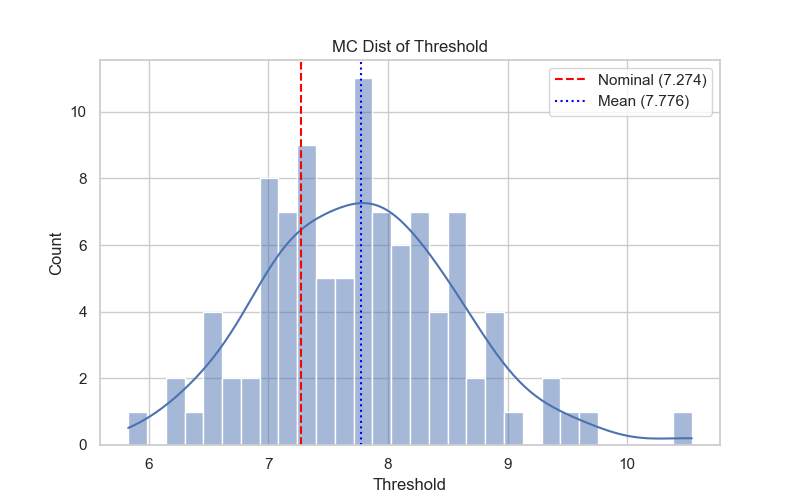 MC Dist of Threshold
Nominal (7.274)
Mean (7.776)
10
8
6
4
2
0
Count
6 7 8 9 10
Threshold